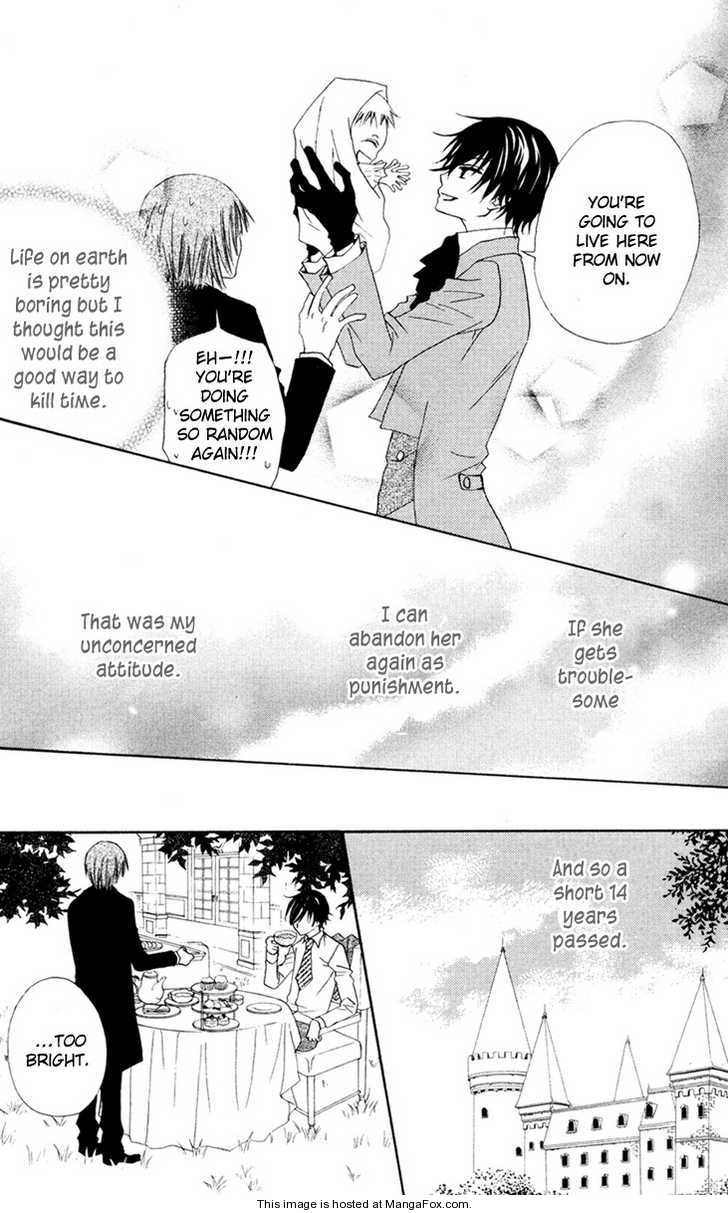 YOU'RE
GOING TO
LIVE HERE
FROM NOW
ON.
EH—!!!
YOU'RE
DOING
SOMETHING
SO RANDOM
AGAIN!!!
Life on earth
is pretty
boring but I
thought this
would be a
good way to
kill time.
If she
gets
trouble-
some
I can
abandon her
again as
punishment.
That was my
unconcerned
attitude.
And so a
short 14
years
passed.
...TOO
BRIGHT.
This image is hosted at MangaFox.com.